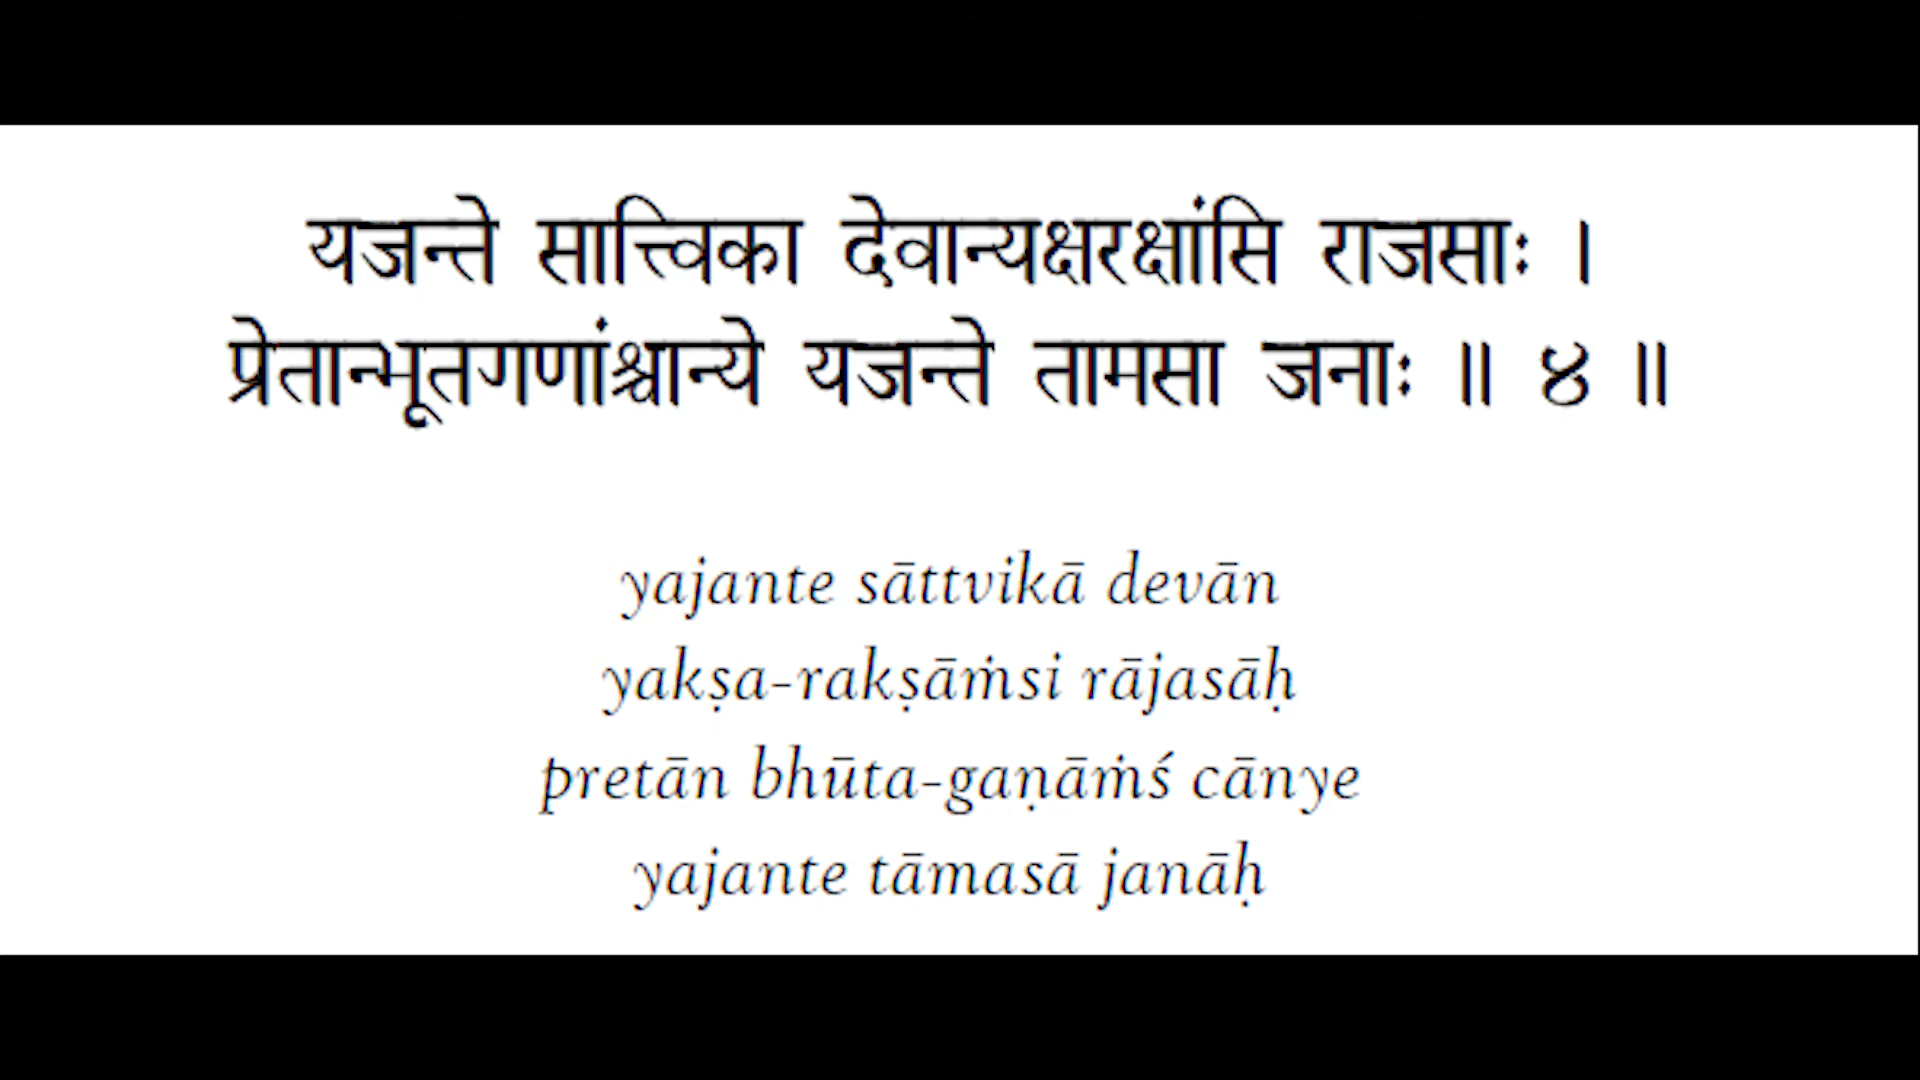 यजन्ते सात्त्विका देवान्यक्षरक्षांसि राजसाः ।
प्रेतान्भूतगणांश्चान्ये यजन्ते तामसा जनाः ॥ ४ ॥
yajante sāttvikā devān
yakṣa-rakṣāṁsi rājasāḥ
pretān bhūta-gaṇāṁś cānye
yajante tāmasā janāḥ